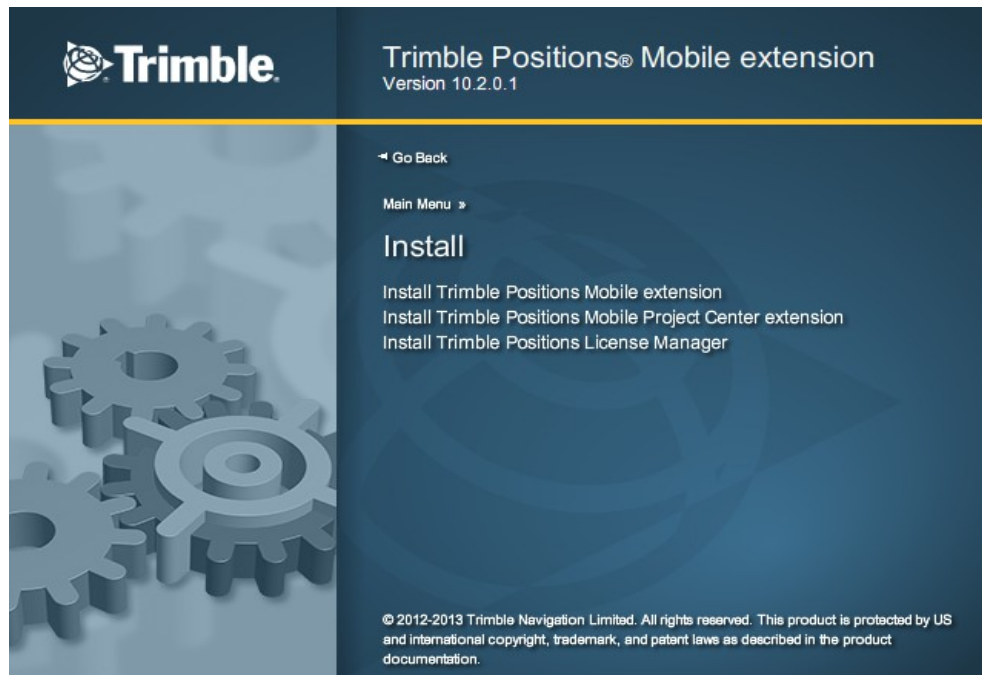 Trimble.
Trimble Positions® Mobile extension
Version 10.2.0.1
Go Back
Main Menu »
Install
Install Trimble Positions Mobile extension
Install Trimble Positions Mobile Project Center extension
Install Trimble Positions License Manager
© 2012-2013 Trimble Navigation Limited. All rights reserved. This product is protected by US
and international copyright, trademark, and patent laws as described in the product
documentation.